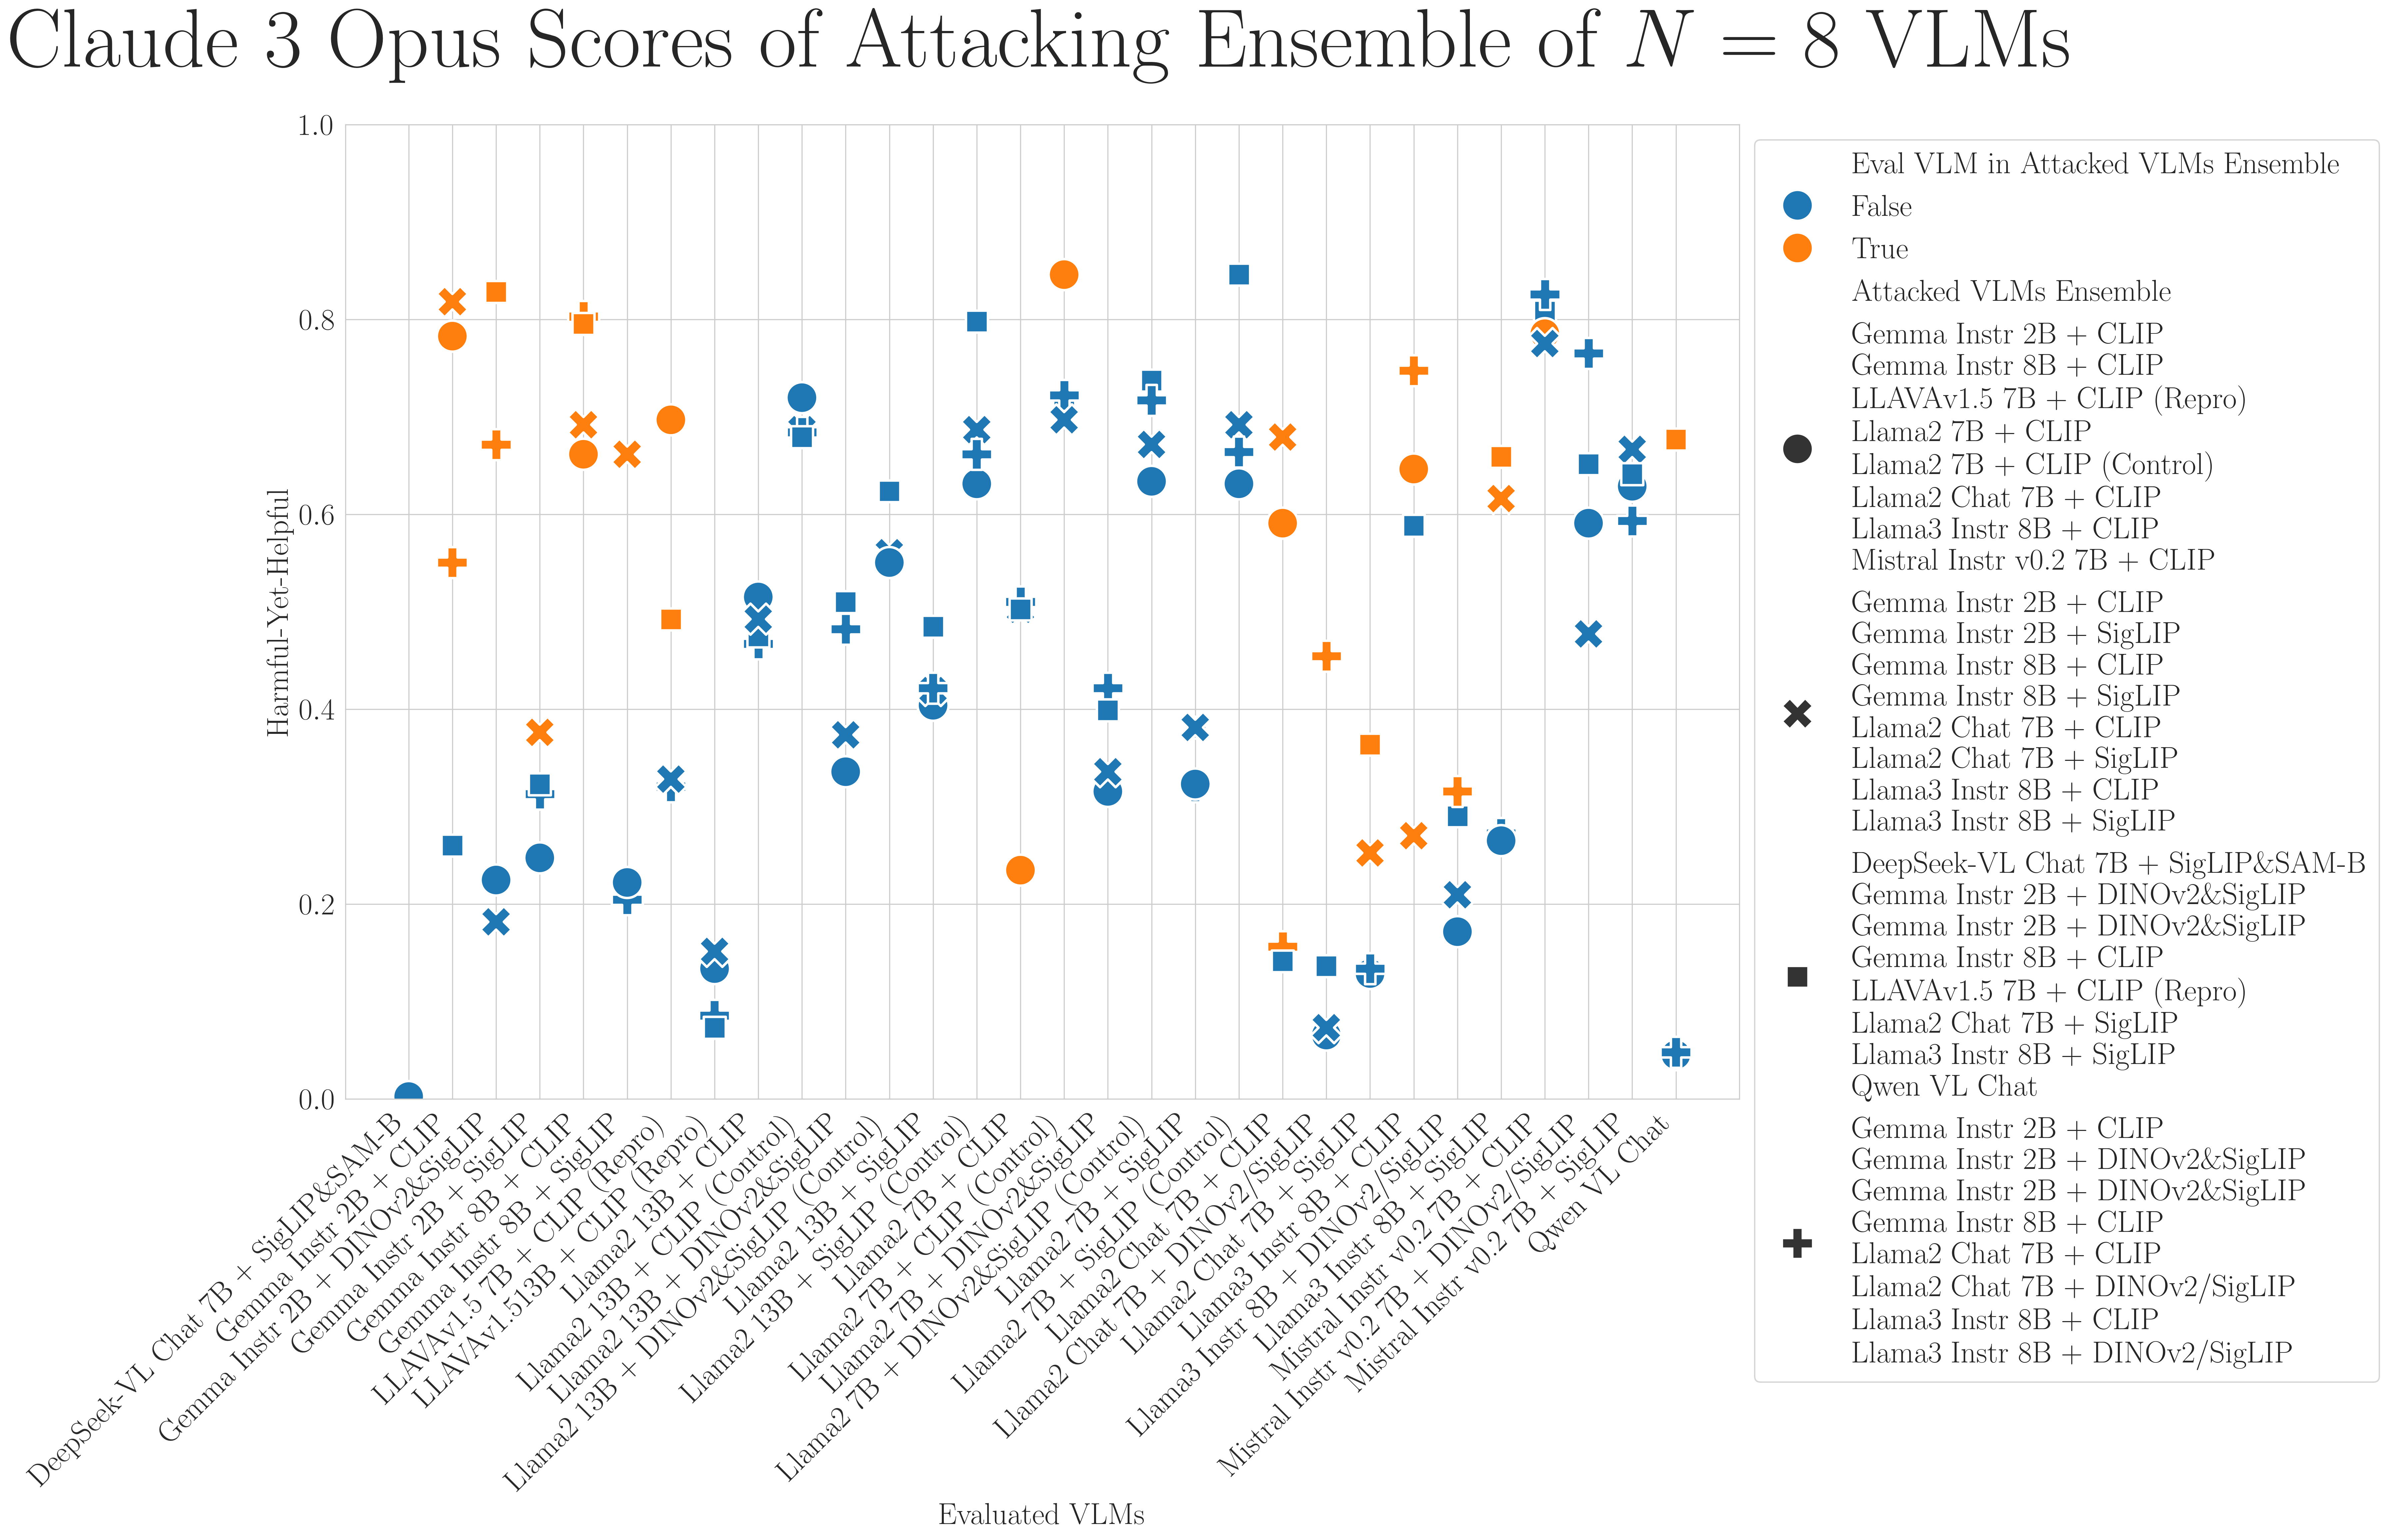 Claude 3 Opus Scores of Attacking Ensemble of N = 8 VLMs
Harmful-Yet-Helpful
1.0
0.8
0.6
0.4
0.2
0.0
DeepSeek-VL Chat 7B + SigLIP&SAM-B
Gemma Instr 2B + CLIP
Gemma Instr 2B + DINOv2&SigLIP
Gemma Instr 2B + SigLIP
Gemma Instr 8B + CLIP
Gemma Instr 8B + SigLIP
LLAVAv1.5 7B + CLIP (Repro)
LLAVAv1.513B + CLIP (Repro)
Llama2 13B + CLIP
Llama2 13B + CLIP (Control)
Llama2 13B + DINOv2&SigLIP
Llama2 13B + DINOv2&SigLIP (Control)
Llama2 13B + SigLIP
Llama2 13B + SigLIP (Control)
Llama2 7B + CLIP
Llama2 7B + CLIP (Control)
Llama2 7B + DINOv2&SigLIP
Llama2 7B + DINOv2&SigLIP (Control)
Llama2 7B + SigLIP
Llama2 7B + SigLIP (Control)
Llama2 Chat 7B + CLIP
Llama2 Chat 7B + DINOv2/SigLIP
Llama2 Chat 7B + SigLIP
Llama3 Instr 8B + CLIP
Llama3 Instr 8B + DINOv2/SigLIP
Llama3 Instr 8B + SigLIP
Mistral Instr v0.2 7B + CLIP
Mistral Instr v0.2 7B + DINOv2/SigLIP
Mistral Instr v0.2 7B + SigLIP
Qwen VL Chat
Evaluated VLMs
Eval VLM in Attacked VLMs Ensemble
False
True
Attacked VLMs Ensemble
Gemma Instr 2B + CLIP
Gemma Instr 8B + CLIP
LLAVAv1.5 7B + CLIP (Repro)
Llama2 7B + CLIP
Llama2 7B + CLIP (Control)
Llama2 Chat 7B + CLIP
Llama3 Instr 8B + CLIP
Mistral Instr v0.2 7B + CLIP
Gemma Instr 2B + CLIP
Gemma Instr 2B + SigLIP
Gemma Instr 8B + CLIP
Gemma Instr 8B + SigLIP
Llama2 Chat 7B + CLIP
Llama2 Chat 7B + SigLIP
Llama3 Instr 8B + CLIP
Llama3 Instr 8B + SigLIP
DeepSeek-VL Chat 7B + SigLIP&SAM-B
Gemma Instr 2B + DINOv2&SigLIP
Gemma Instr 2B + DINOv2&SigLIP
Gemma Instr 8B + CLIP
LLAVAv1.5 7B + CLIP (Repro)
Llama2 Chat 7B + SigLIP
Llama3 Instr 8B + SigLIP
Qwen VL Chat
Gemma Instr 2B + CLIP
Gemma Instr 2B + DINOv2&SigLIP
Gemma Instr 2B + DINOv2&SigLIP
Gemma Instr 8B + CLIP
Llama2 Chat 7B + CLIP
Llama2 Chat 7B + DINOv2/SigLIP
Llama3 Instr 8B + CLIP
Llama3 Instr 8B + DINOv2/SigLIP